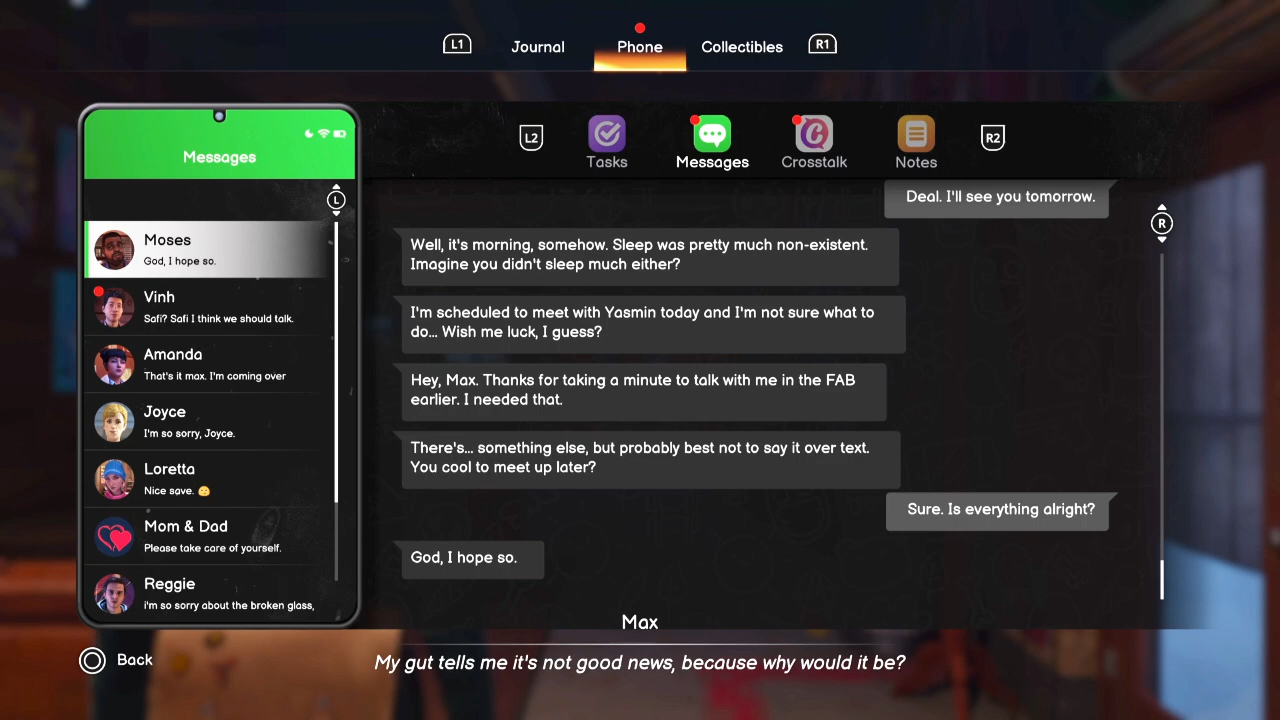 L1
Journal
Phone
Collectibles
R1
Messages
L
Moses
God, I hope so.
Vinh
Safi? Safi I think we should talk.
Amanda
That's it max. I'm coming over
Joyce
I'm so sorry, Joyce.
Loretta
Nice save. 🙂
Mom & Dad
Please take care of yourself.
Reggie
i'm so sorry about the broken glass,
L2
Tasks
Messages
Crosstalk
Notes
R2
Deal. I'll see you tomorrow.
R
Well, it's morning, somehow. Sleep was pretty much non-existent.
Imagine you didn't sleep much either?
I'm scheduled to meet with Yasmin today and I'm not sure what to
do... Wish me luck, I guess?
Hey, Max. Thanks for taking a minute to talk with me in the FAB
earlier. I needed that.
There's... something else, but probably best not to say it over text.
You cool to meet up later?
Sure. Is everything alright?
God, I hope so.
Max
My gut tells me it's not good news, because why would it be?
Back